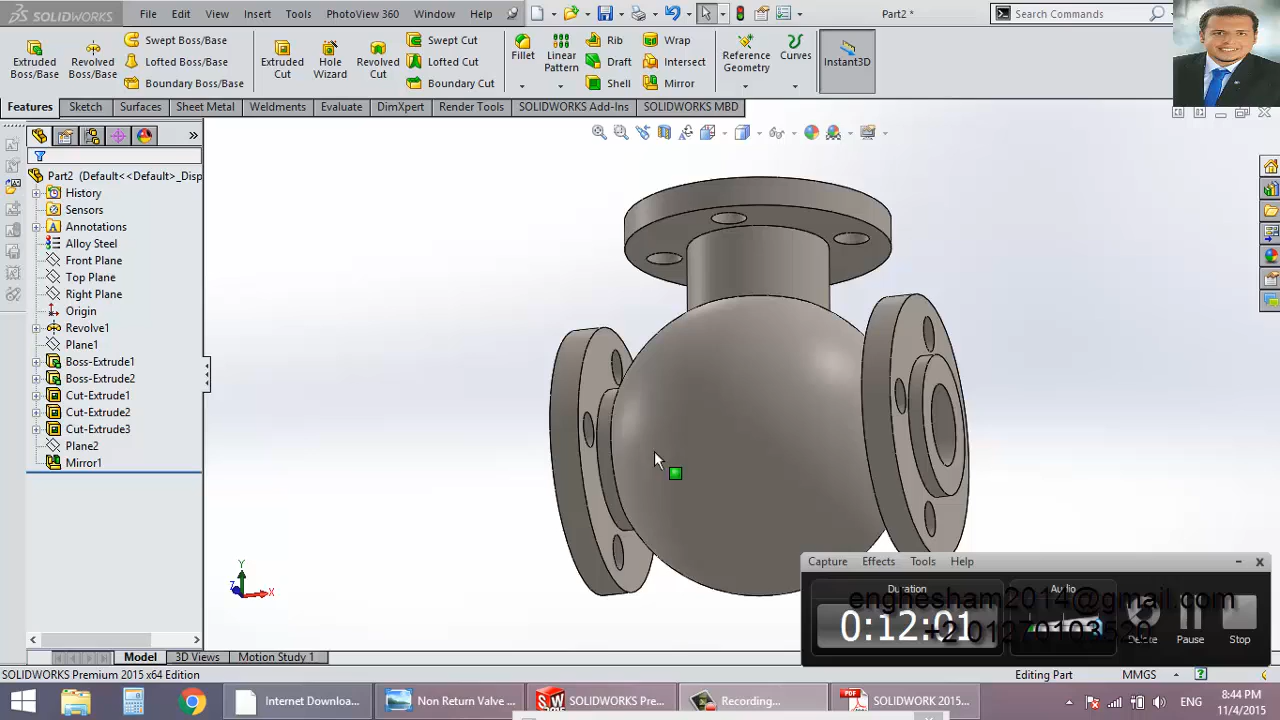 SOLIDWORKS File Edit View Insert Tools PhotoView 360 Window Help Part2 * Search Commands
Extruded Boss/Base Revolved Boss/Base Swept Boss/Base Lofted Boss/Base Boundary Boss/Base Extruded Cut Hole Wizard Revolved Cut Swept Cut Lofted Cut Boundary Cut Fillet Linear Pattern Rib Draft Shell Wrap Intersect Mirror Reference Geometry Curves Instant3D
Features Sketch Surfaces Sheet Metal Weldments Evaluate DimXpert Render Tools SOLIDWORKS Add-Ins SOLIDWORKS MBD
Part2 (Default<<Default>_Disp
History
Sensors
Annotations
Alloy Steel
Front Plane
Top Plane
Right Plane
Origin
Revolve1
Plane1
Boss-Extrude1
Boss-Extrude2
Cut-Extrude1
Cut-Extrude2
Cut-Extrude3
Plane2
Mirror1
Y
Z X
Capture Effects Tools Help
Duration Audio
enghesham2014@gmail.com
0:12:01
Delete Pause Stop
Model 3D Views Motion Study 1
SOLIDWORKS Premium 2015 x64 Edition Editing Part MMGS
Internet Downloa... Non Return Valve ... SOLIDWORKS Pre... Recording... SOLIDWORK 2015... ENG 8:44 PM
11/4/2015